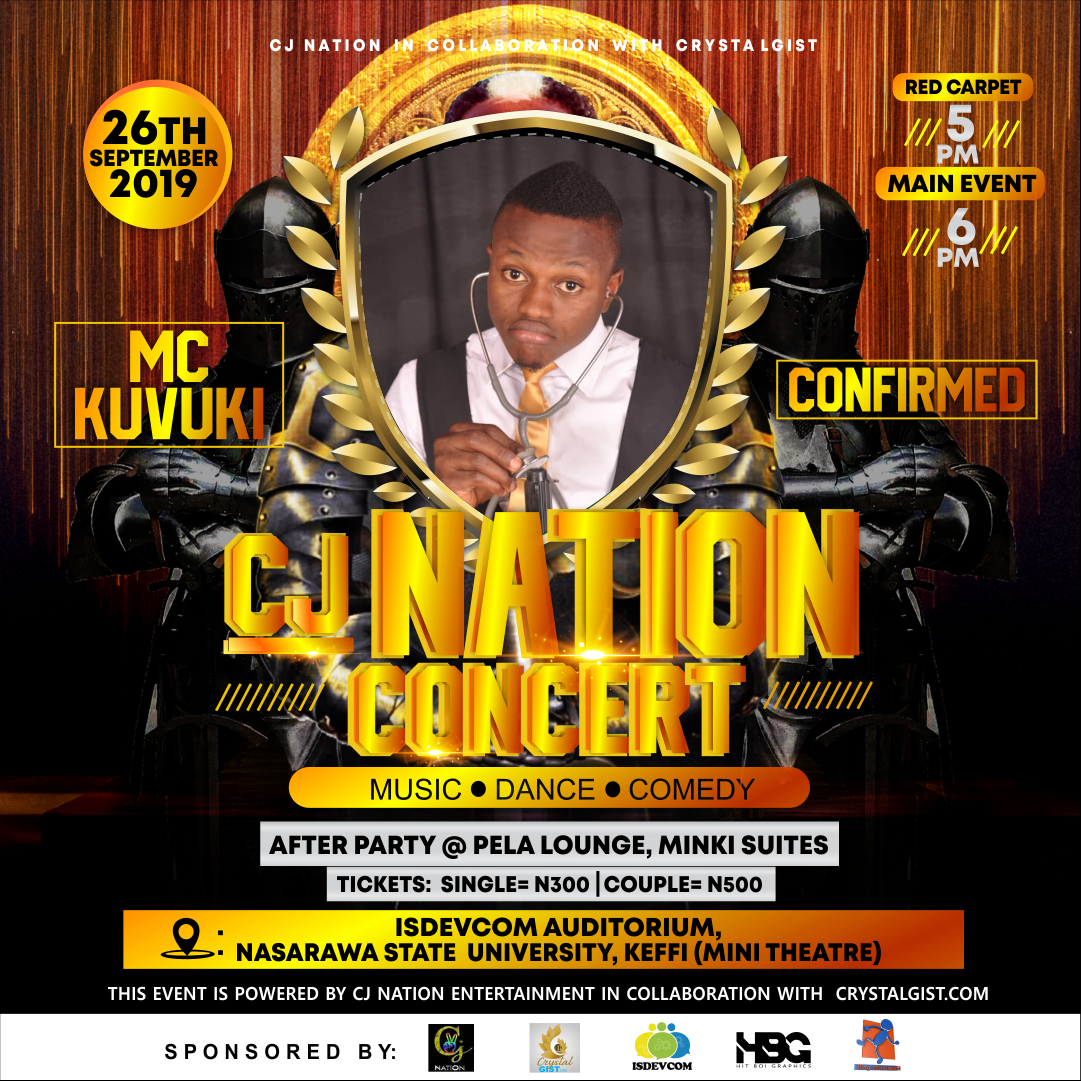 CJ NATION IN COLLABORATION WITH CRYSTALGIST
26TH
SEPTEMBER
2019
RED CARPET
5
PM
MAIN EVENT
6
PM
MC
KUVUKI
CONFIRMED
CJ NATION
CONCERT
MUSIC ● DANCE ● COMEDY
AFTER PARTY @ PELA LOUNGE, MINKI SUITES
TICKETS: SINGLE= N300 | COUPLE= N500
ISDEVCOM AUDITORIUM,
: NASARAWA STATE UNIVERSITY, KEFFI (MINI THEATRE)
THIS EVENT IS POWERED BY CJ NATION ENTERTAINMENT IN COLLABORATION WITH CRYSTALGIST.COM
SPONSORED BY:
CJ
NATION
Crystal
GIST
ISDEVCOM
HBG
HIT BOI GRAPHICS